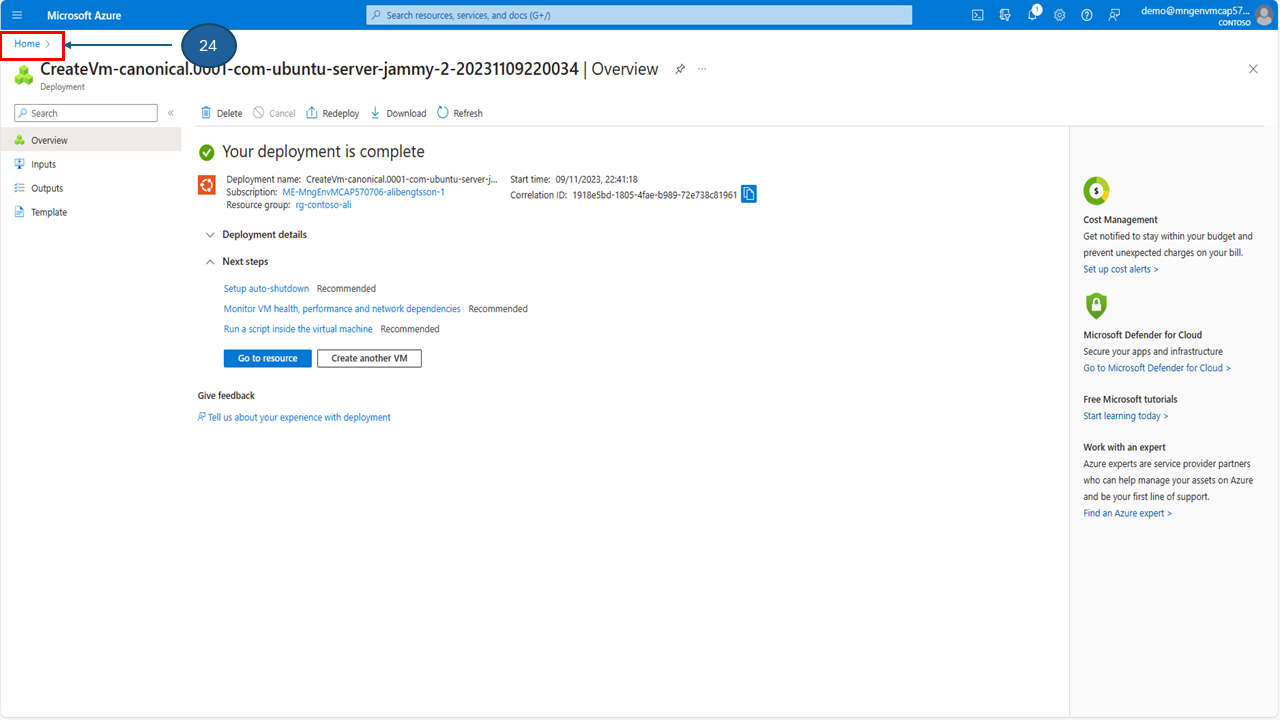 Microsoft Azure
Search resources, services, and docs (G+/)
1
demo@mngenvmcap57...
CONTOSO
Home
24
CreateVm-canonical.0001-com-ubuntu-server-jammy-2-20231109220034 | Overview
Deployment
Search
Overview
Inputs
Outputs
Template
Delete
Cancel
Redeploy
Download
Refresh
Your deployment is complete
Deployment name: CreateVm-canonical.0001-com-ubuntu-server-j...
Subscription: ME-MngEnvMCAP570706-alibengtsson-1
Resource group: rg-contoso-ali
Start time: 09/11/2023, 22:41:18
Correlation ID: 1918e5bd-1805-4fae-b989-72e738c81961
Deployment details
Next steps
Setup auto-shutdown Recommended
Monitor VM health, performance and network dependencies Recommended
Run a script inside the virtual machine Recommended
Go to resource
Create another VM
Give feedback
Tell us about your experience with deployment
Cost Management
Get notified to stay within your budget and
prevent unexpected charges on your bill.
Set up cost alerts >
Microsoft Defender for Cloud
Secure your apps and infrastructure
Go to Microsoft Defender for Cloud >
Free Microsoft tutorials
Start learning today >
Work with an expert
Azure experts are service provider partners
who can help manage your assets on Azure
and be your first line of support.
Find an Azure expert >